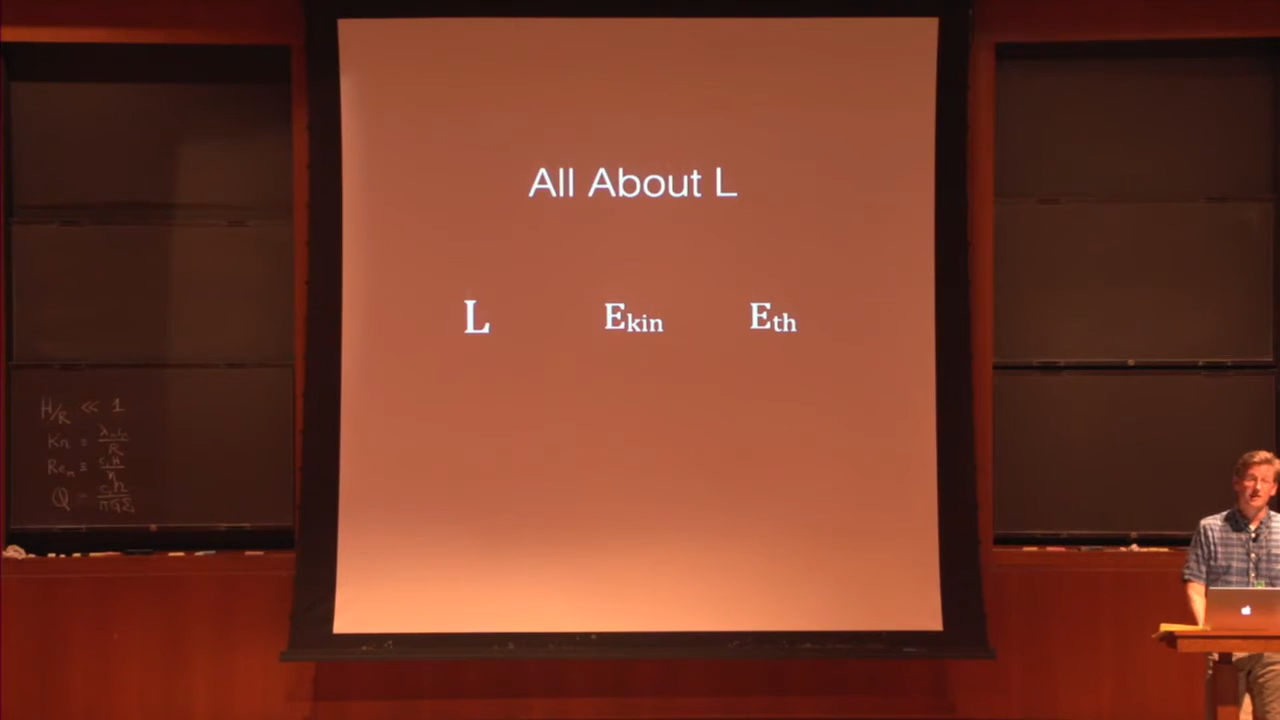 All About L
L Ekin Eth
H/R ≪ 1
Q =